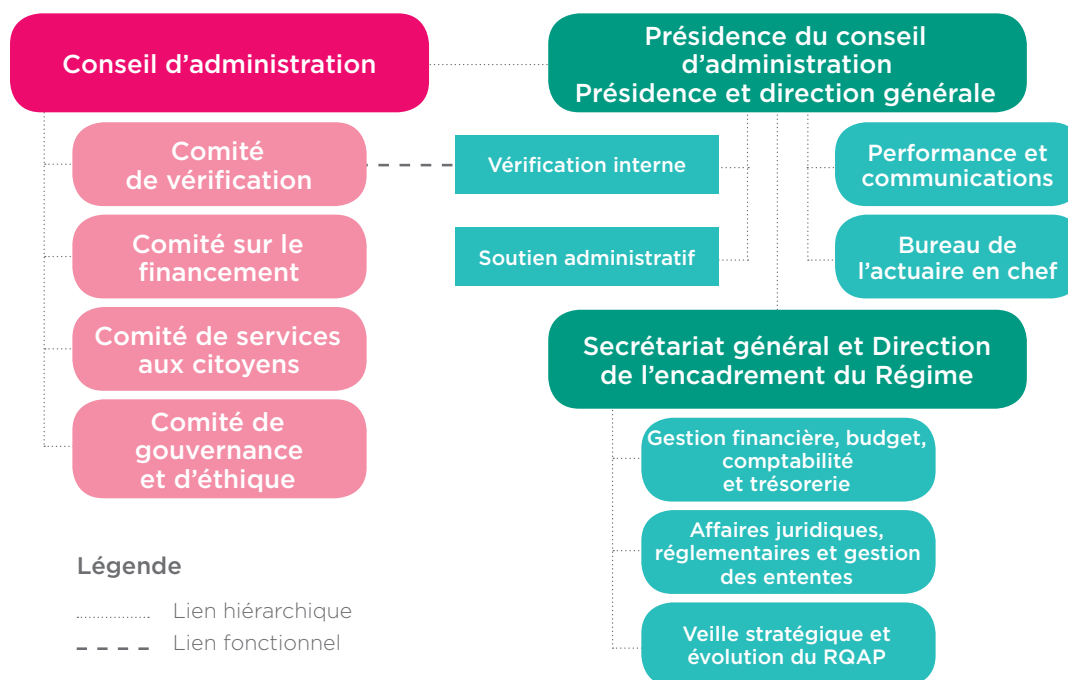 Conseil d’administration
Présidence du conseil
d’administration
Présidence et direction générale
Comité
de vérification
Comité sur le
financement
Comité de services
aux citoyens
Comité de
gouvernance
et d’éthique
Vérification interne
Soutien administratif
Performance et
communications
Bureau de
l’actuaire en chef
Secrétariat général et Direction
de l’encadrement du Régime
Gestion financière, budget,
comptabilité
et trésorerie
Affaires juridiques,
réglementaires et gestion
des ententes
Veille stratégique et
évolution du RQAP
Légende
Lien hiérarchique
Lien fonctionnel